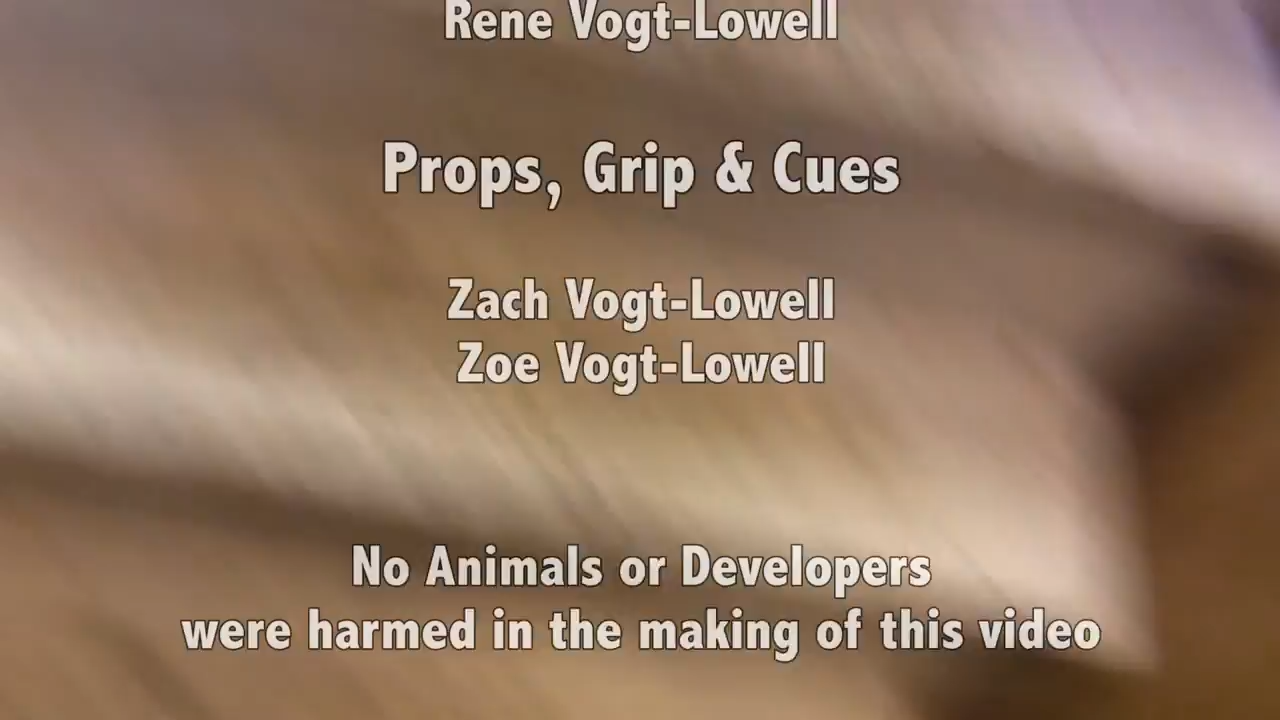 Rene Vogt-Lowell
Props, Grip & Cues
Zach Vogt-Lowell
Zoe Vogt-Lowell
No Animals or Developers
were harmed in the making of this video